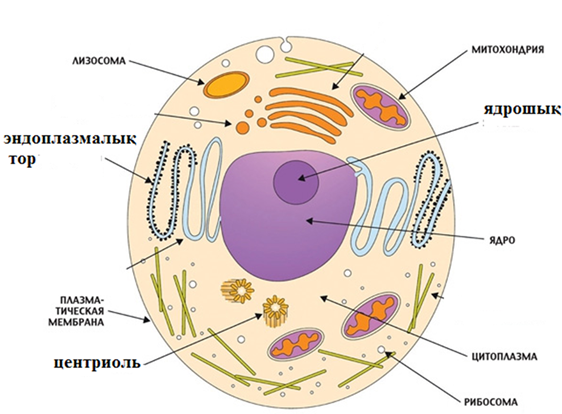 ЛИЗОСОМА
МИТОХОНДРИЯ
ядрошық
эндоплазмалық
тор
ЯДРО
ПЛАЗМА-
ТИЧЕСКАЯ
МЕМБРАНА
центриоль
ЦИТОПЛАЗМА
РИБОСОМА